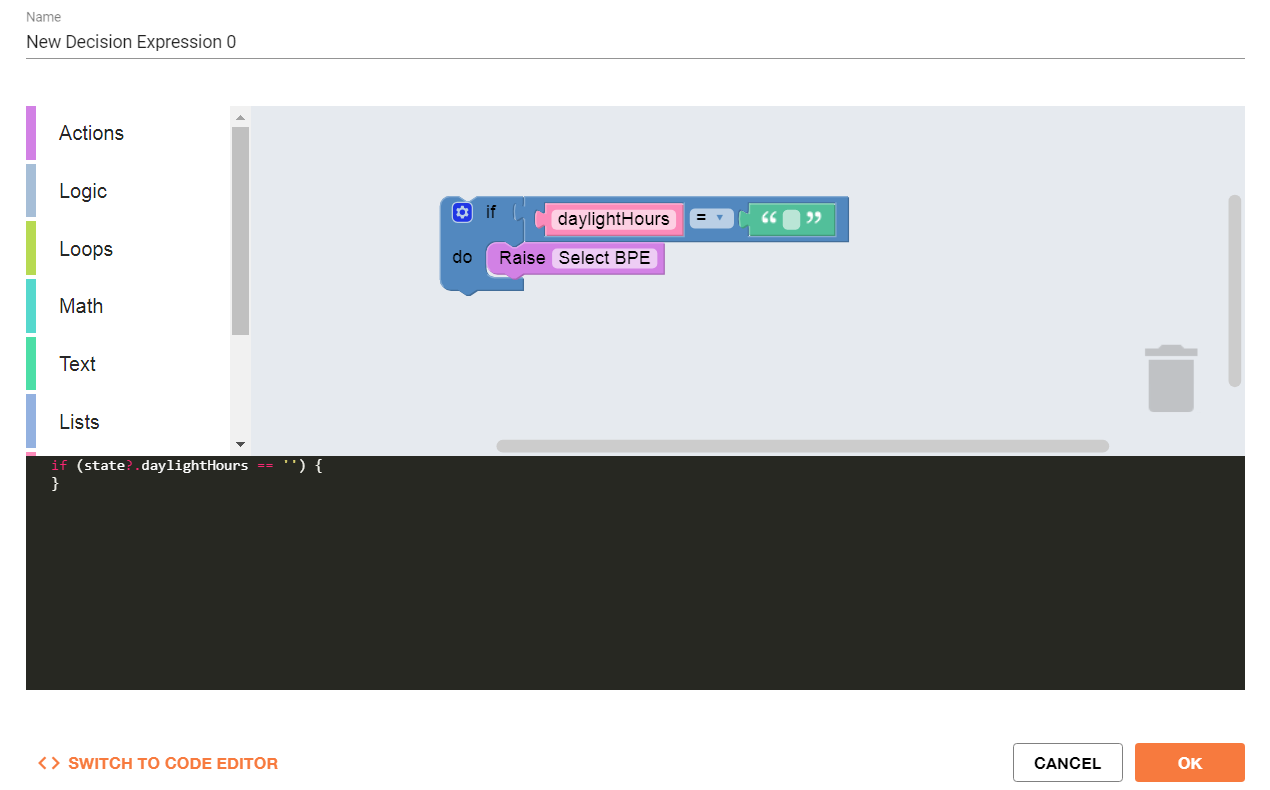 Name
New Decision Expression 0
Actions
Logic
Loops
Math
Text
Lists
if daylightHours = “ ”
do Raise Select BPE
if (state?.daylightHours == '') {
}
<> SWITCH TO CODE EDITOR
CANCEL
OK